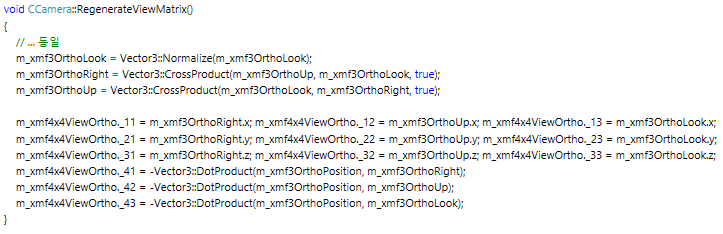 void CCamera::RegenerateViewMatrix()
{
// ... 동일
m_xmf3OrthoLook = Vector3::Normalize(m_xmf3OrthoLook);
m_xmf3OrthoRight = Vector3::CrossProduct(m_xmf3OrthoUp, m_xmf3OrthoLook, true);
m_xmf3OrthoUp = Vector3::CrossProduct(m_xmf3OrthoLook, m_xmf3OrthoRight, true);
m_xmf4x4ViewOrtho._11 = m_xmf3OrthoRight.x; m_xmf4x4ViewOrtho._12 = m_xmf3OrthoUp.x; m_xmf4x4ViewOrtho._13 = m_xmf3OrthoLook.x;
m_xmf4x4ViewOrtho._21 = m_xmf3OrthoRight.y; m_xmf4x4ViewOrtho._22 = m_xmf3OrthoUp.y; m_xmf4x4ViewOrtho._23 = m_xmf3OrthoLook.y;
m_xmf4x4ViewOrtho._31 = m_xmf3OrthoRight.z; m_xmf4x4ViewOrtho._32 = m_xmf3OrthoUp.z; m_xmf4x4ViewOrtho._33 = m_xmf3OrthoLook.z;
m_xmf4x4ViewOrtho._41 = -Vector3::DotProduct(m_xmf3OrthoPosition, m_xmf3OrthoRight);
m_xmf4x4ViewOrtho._42 = -Vector3::DotProduct(m_xmf3OrthoPosition, m_xmf3OrthoUp);
m_xmf4x4ViewOrtho._43 = -Vector3::DotProduct(m_xmf3OrthoPosition, m_xmf3OrthoLook);
}